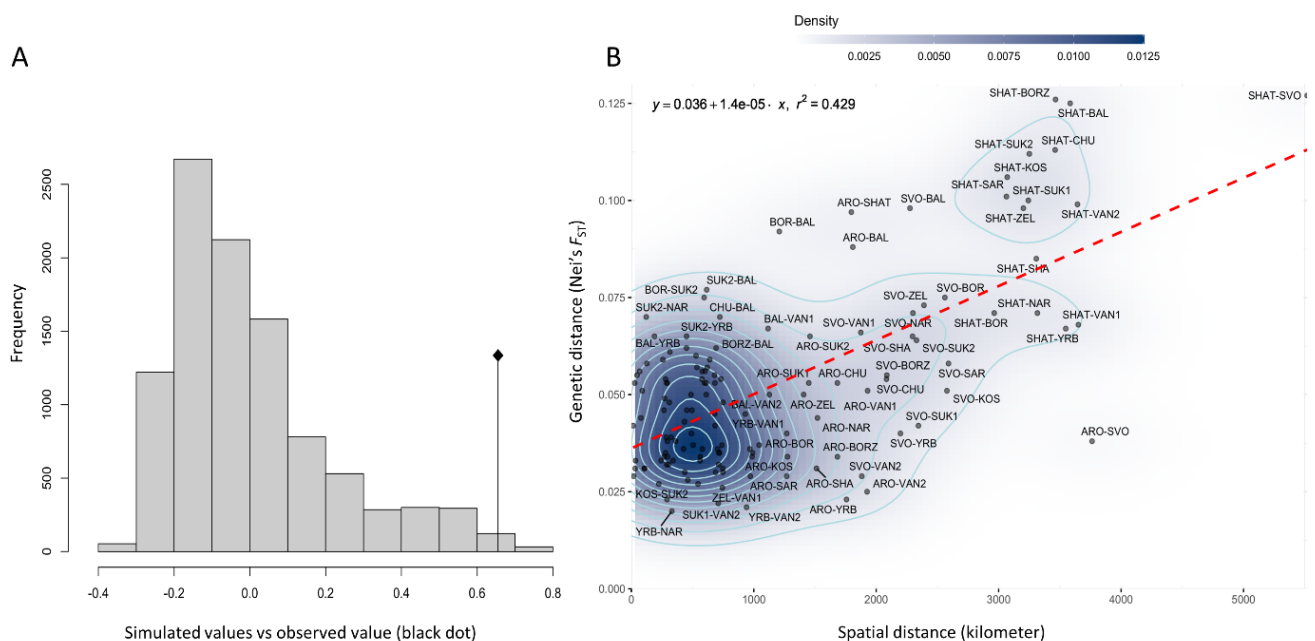 A
Frequency
2500
2000
1500
1000
500
0
-0.4
-0.2
0.0
0.2
0.4
0.6
0.8
Simulated values vs observed value (black dot)
Density
0.0025
0.0050
0.0075
0.0100
0.0125
B
y = 0.036 + 1.4e-05 · x, r² = 0.429
Genetic distance (Nei's FST)
0.125
0.100
0.075
0.050
0.025
0.000
SHAT-BORZ
SHAT-SVO
SHAT-BAL
SHAT-SUK2
SHAT-CHU
SHAT-KOS
SHAT-SAR
SHAT-SUK1
ARO-SHAT
SVO-BAL
SHAT-ZEL
SHAT-VAN2
BOR-BAL
ARO-BAL
SHAT-SHA
SUK2-BAL
BOR-SUK2
SVO-BOR
SVO-ZEL
SUK2-NAR
CHU-BAL
SHAT-NAR
BAL-VAN1
SVO-VAN1
SVO-NAR
SHAT-BOR
SHAT-VAN1
SUK2-YRB
BAL-YRB
BORZ-BAL
ARO-SUK2
SVO-SHA
SVO-SUK2
SHAT-YRB
ARO-SUK1
ARO-CHU
SVO-BORZ
SVO-SAR
SVO-CHU
BAL-VAN2
ARO-ZEL
ARO-VAN1
SVO-KOS
YRB-VAN1
ARO-NAR
SVO-SUK1
ARO-SVO
ARO-BOR
ARO-BORZ
SVO-YRB
ARO-KOS
SVO-VAN2
ARO-SAR
ARO-SHA
ARO-VAN2
KOS-SUK2
ZEL-VAN1
ARO-YRB
SUK1-VAN2
YRB-VAN2
YRB-NAR
0
1000
2000
3000
4000
5000
Spatial distance (kilometer)